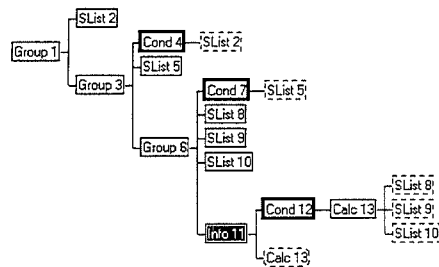 SList 2
Cond 4 SList 2
Group 1
SList 5
Group 3
Cond 7 SList 5
SList 8
Group 6
SList 9
SList 10
SList 8
Cond 12 Calc 13 SList 9
Info 11
SList 10
Calc 13